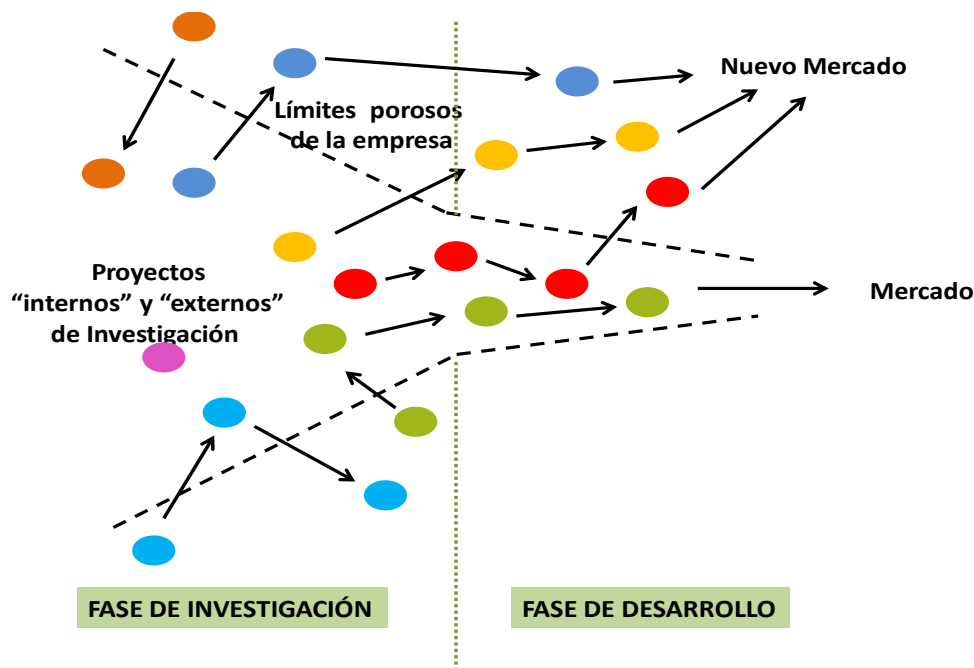 Nuevo Mercado
Límites porosos
de la empresa
Proyectos
“internos” y “externos”
de Investigación
Mercado
FASE DE INVESTIGACIÓN
FASE DE DESARROLLO